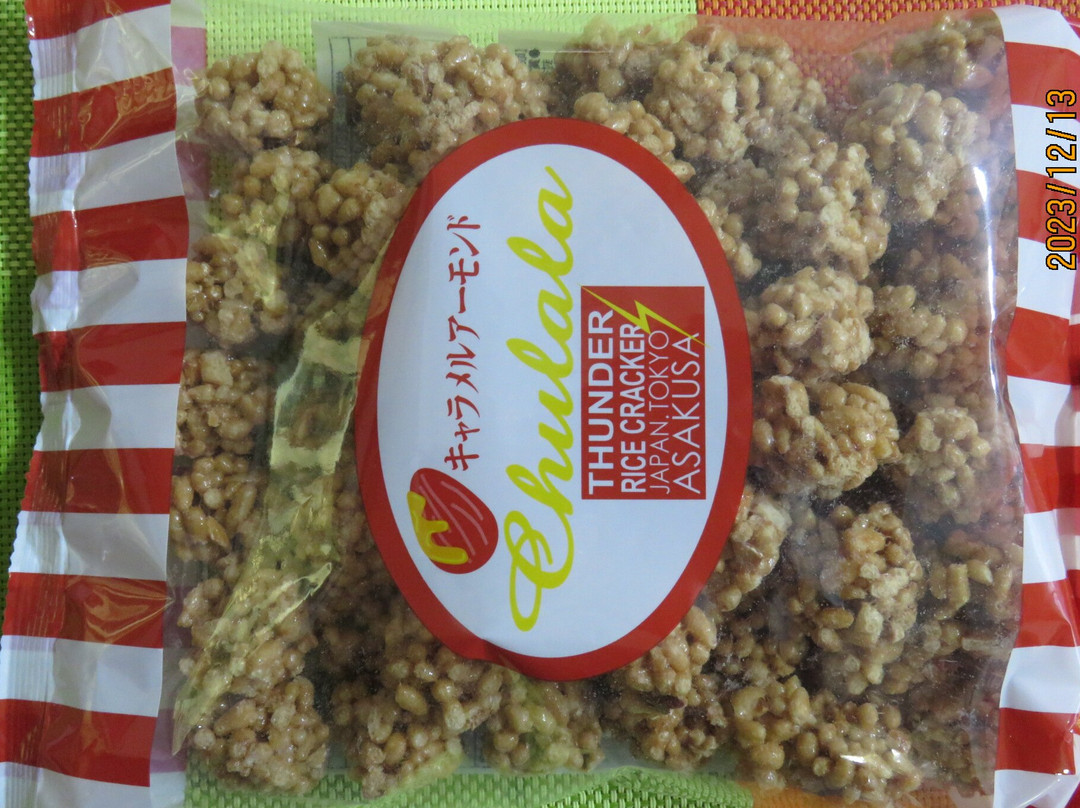 キャラメルアーモンド
Chulala
THUNDER
RICE CRACKER
JAPAN. TOKYO
ASAKUSA
2023/12/13